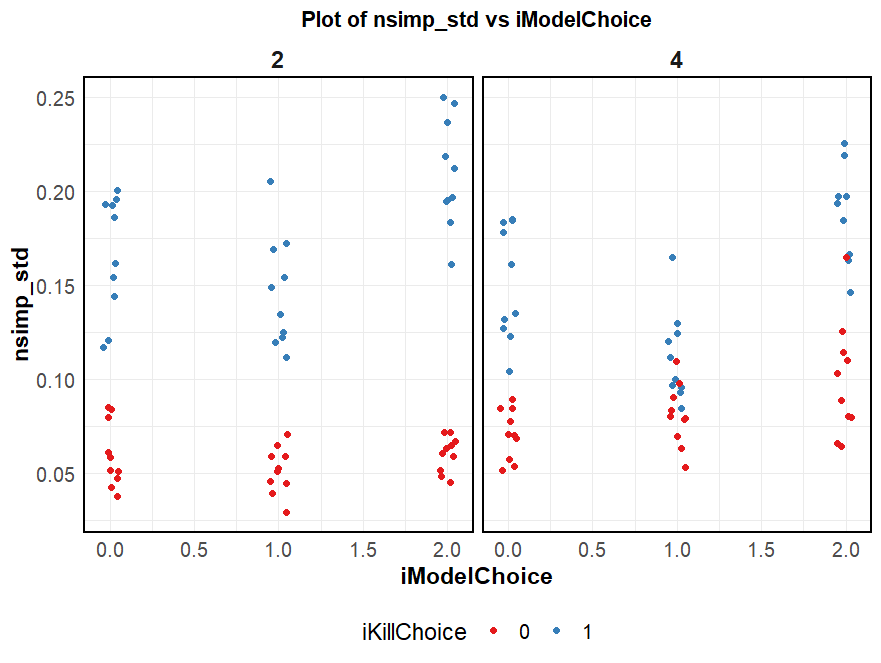 Plot of nsimp_std vs iModelChoice
2 4
0.25
0.20
0.15
0.10
0.05
nsimp_std
0.0 0.5 1.0 1.5 2.0 0.0 0.5 1.0 1.5 2.0
iModelChoice
iKillChoice 0 1